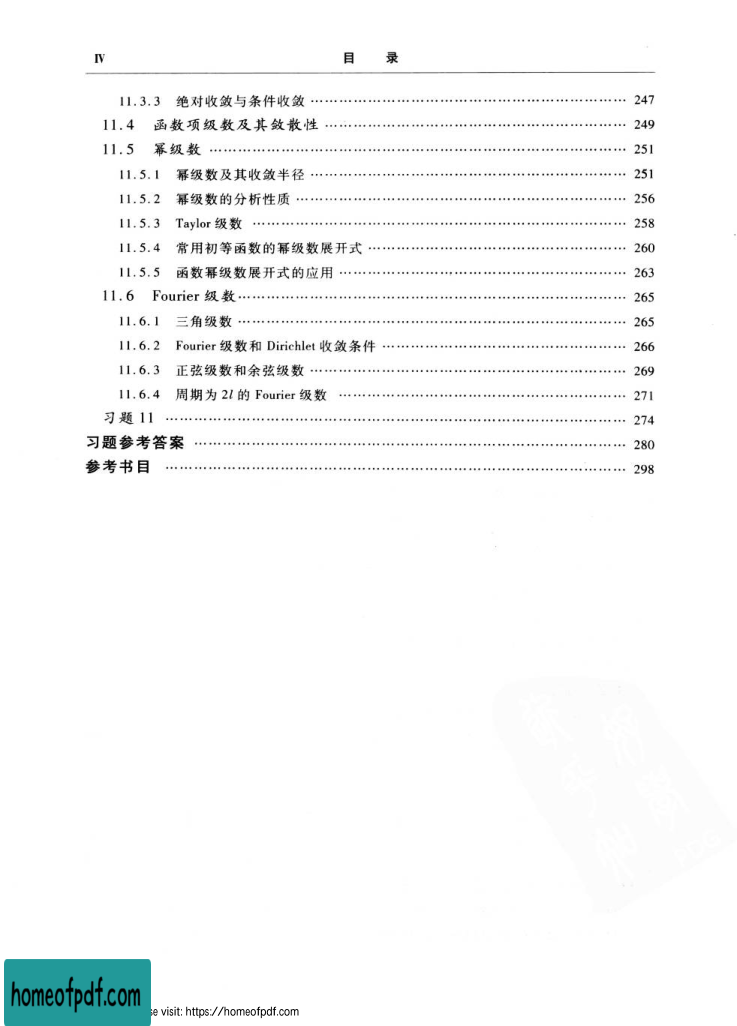 IV 目 录
11.3.3 绝对收敛与条件收敛 …………………………………………………………… 247
11.4 函数项级数及其敛散性 ………………………………………………………… 249
11.5 幂级数 ……………………………………………………………………………… 251
11.5.1 幂级数及其收敛半径 …………………………………………………………… 251
11.5.2 幂级数的分析性质 ……………………………………………………………… 256
11.5.3 Taylor 级数 ……………………………………………………………………… 258
11.5.4 常用初等函数的幂级数展开式 ………………………………………………… 260
11.5.5 函数幂级数展开式的应用 ……………………………………………………… 263
11.6 Fourier 级数 ………………………………………………………………………… 265
11.6.1 三角级数 ………………………………………………………………………… 265
11.6.2 Fourier 级数和 Dirichlet 收敛条件 …………………………………………… 266
11.6.3 正弦级数和余弦级数 …………………………………………………………… 269
11.6.4 周期为 2l 的 Fourier 级数 ……………………………………………………… 271
习题 11 ……………………………………………………………………………………… 274
习题参考答案 ……………………………………………………………………………… 280
参考书目 …………………………………………………………………………………… 298
homeofpdf.com
se visit: https://homeofpdf.com